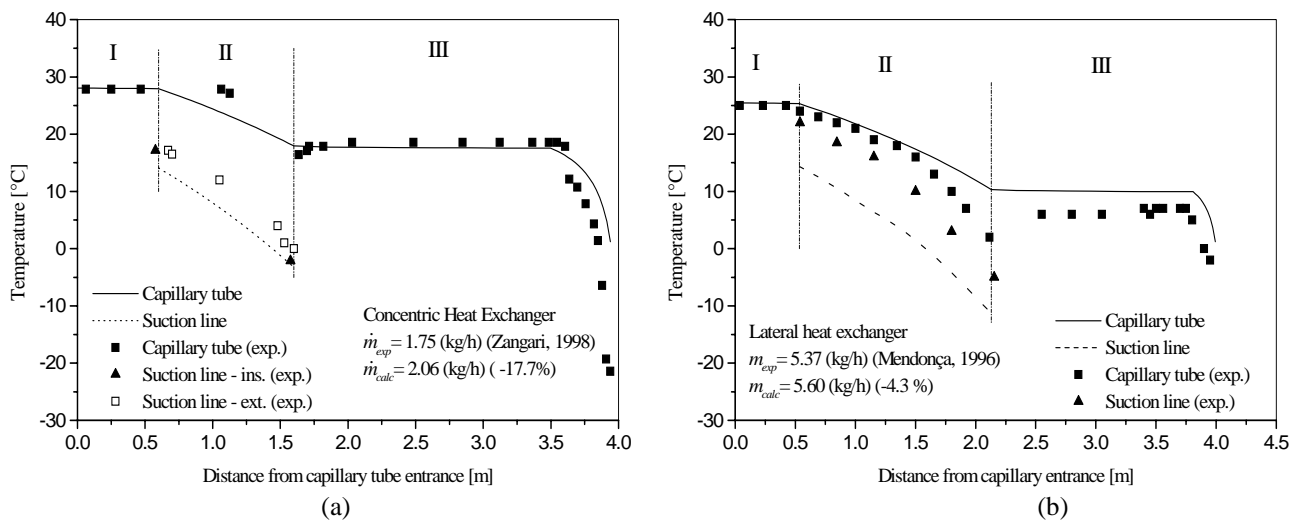 40
30
20
10
0
-10
-20
-30
Temperature [°C]
I
II
III
Capillary tube
Suction line
Capillary tube (exp.)
Suction line - ins. (exp.)
Suction line - ext. (exp.)
Concentric Heat Exchanger
ṁexp= 1.75 (kg/h) (Zangari, 1998)
ṁcalc= 2.06 (kg/h) ( -17.7%)
0.0 0.5 1.0 1.5 2.0 2.5 3.0 3.5 4.0
Distance from capillary tube entrance [m]
(a)
40
30
20
10
0
-10
-20
-30
Temperature [°C]
I
II
III
Lateral heat exchanger
mexp= 5.37 (kg/h) (Mendonça, 1996)
mcalc= 5.60 (kg/h) (-4.3 %)
Capillary tube
Suction line
Capillary tube (exp.)
Suction line (exp.)
0.0 0.5 1.0 1.5 2.0 2.5 3.0 3.5 4.0 4.5
Distance from capillary entrance [m]
(b)